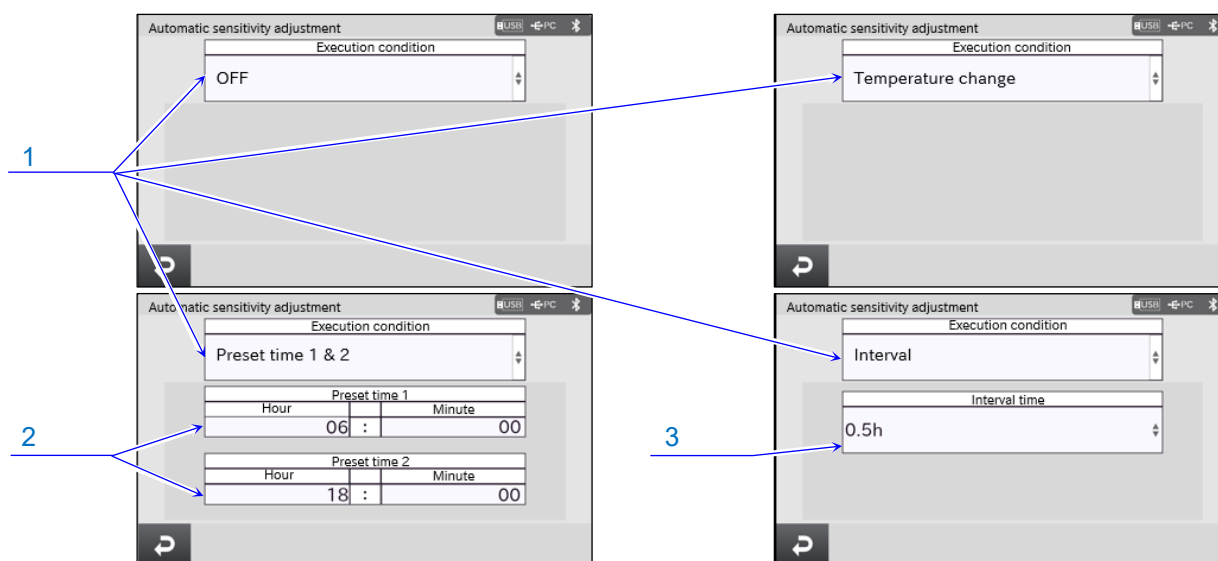 Automatic sensitivity adjustment USB PC
Execution condition
OFF
Automatic sensitivity adjustment USB PC
Execution condition
Temperature change
1
Automatic sensitivity adjustment USB PC
Execution condition
Preset time 1 & 2
Preset time 1
Hour Minute
06 : 00
Preset time 2
Hour Minute
18 : 00
2
Automatic sensitivity adjustment USB PC
Execution condition
Interval
Interval time
0.5h
3